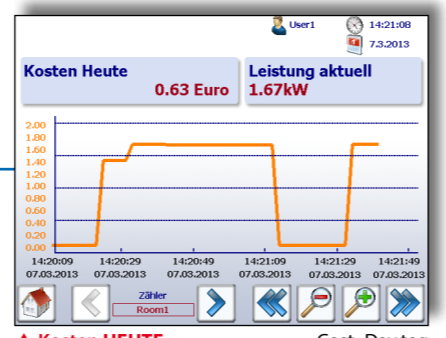 User1
14:21:08
7.3.2013
Kosten Heute
0.63 Euro
Leistung aktuell
1.67kW
2.00
1.80
1.60
1.40
1.20
1.00
0.80
0.60
0.40
0.20
0.00
14:20:09 14:20:29 14:20:49 14:21:09 14:21:29 14:21:49
07.03.2013 07.03.2013 07.03.2013 07.03.2013 07.03.2013 07.03.2013
Zähler
Room1
Kosten HEUTE